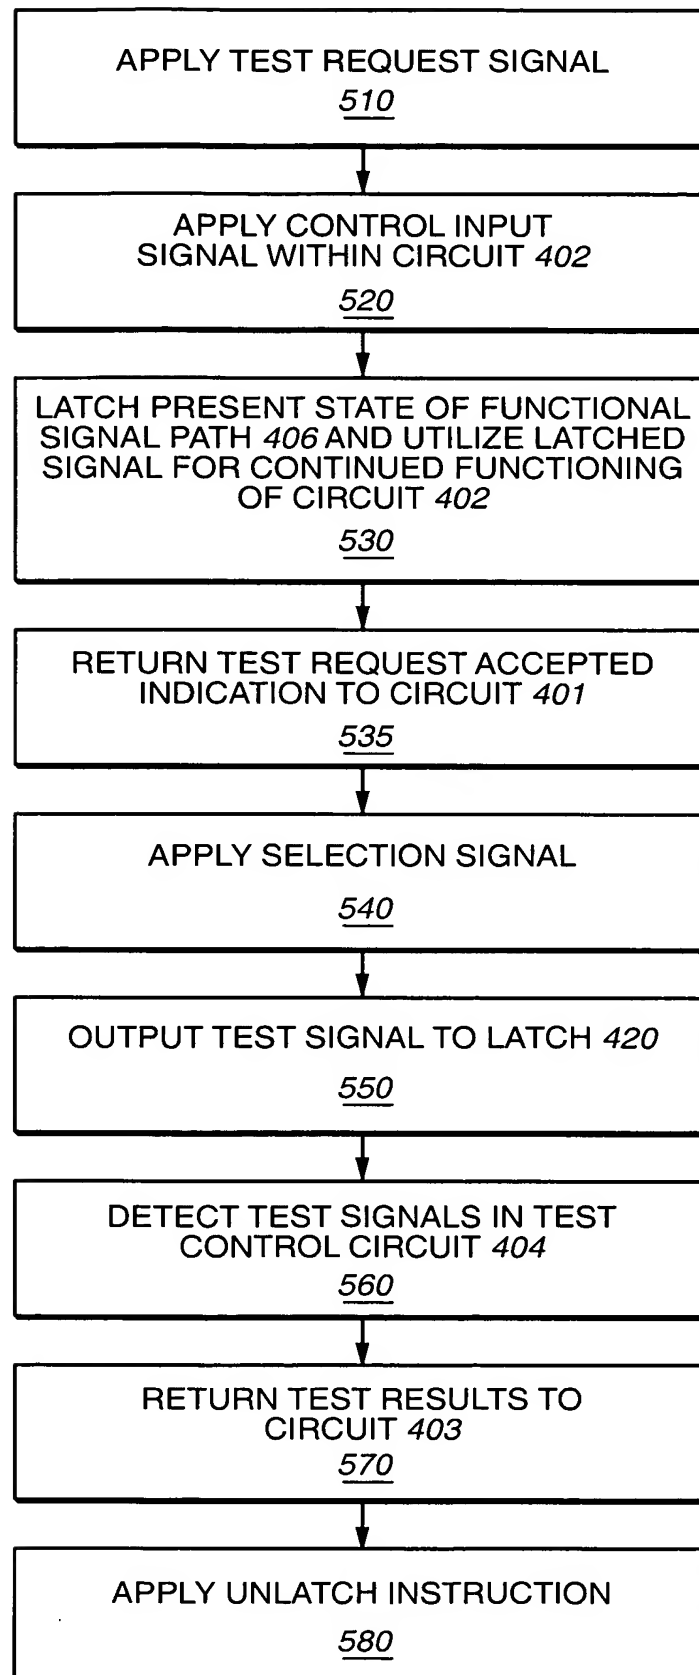 APPLY TEST REQUEST SIGNAL
510
APPLY CONTROL INPUT
SIGNAL WITHIN CIRCUIT 402
520
LATCH PRESENT STATE OF FUNCTIONAL
SIGNAL PATH 406 AND UTILIZE LATCHED
SIGNAL FOR CONTINUED FUNCTIONING
OF CIRCUIT 402
530
RETURN TEST REQUEST ACCEPTED
INDICATION TO CIRCUIT 401
535
APPLY SELECTION SIGNAL
540
OUTPUT TEST SIGNAL TO LATCH 420
550
DETECT TEST SIGNALS IN TEST
CONTROL CIRCUIT 404
560
RETURN TEST RESULTS TO
CIRCUIT 403
570
APPLY UNLATCH INSTRUCTION
580